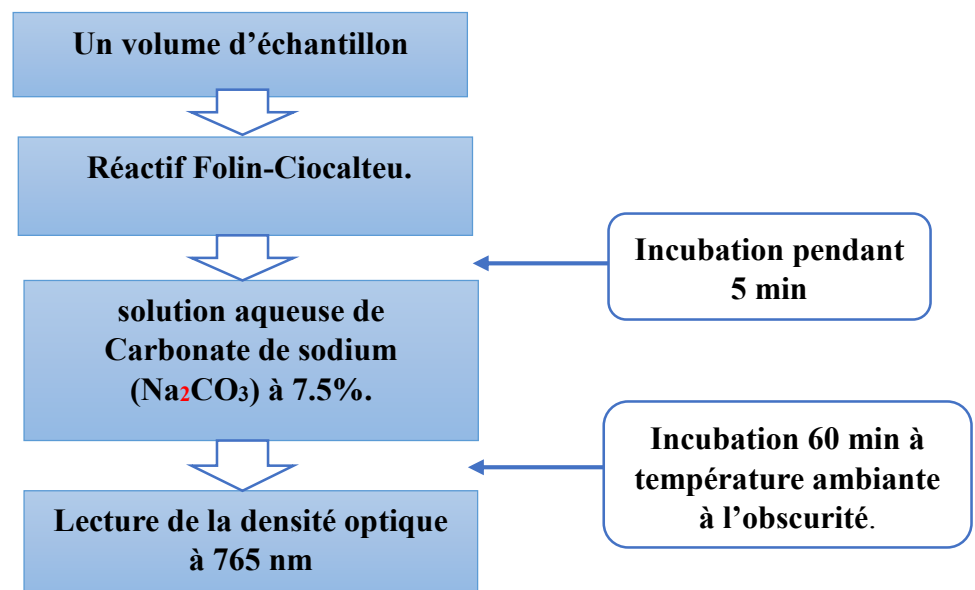 Un volume d’échantillon
Réactif Folin-Ciocalteu.
Incubation pendant
5 min
solution aqueuse de
Carbonate de sodium
(Na₂CO₃) à 7.5%.
Incubation 60 min à
température ambiante
à l’obscurité.
Lecture de la densité optique
à 765 nm